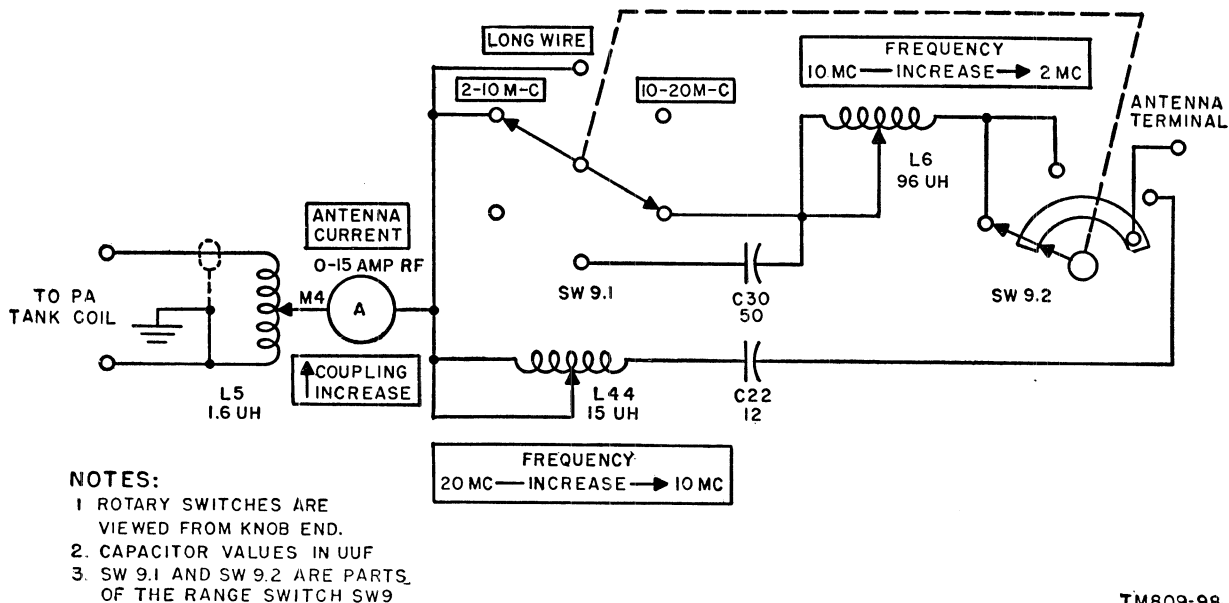 LONG WIRE
FREQUENCY
10 MC INCREASE 2 MC
2-10 M-C
10-20M-C
ANTENNA
TERMINAL
L6
96 UH
ANTENNA
CURRENT
0-15 AMP RF
M4
A
SW 9.1
C30
50
SW 9.2
TO PA
TANK COIL
L5
1.6 UH
COUPLING
INCREASE
L44
15 UH
C22
12
FREQUENCY
20 MC INCREASE 10 MC
NOTES:
1 ROTARY SWITCHES ARE
VIEWED FROM KNOB END.
2. CAPACITOR VALUES IN UUF
3. SW 9.1 AND SW 9.2 ARE PARTS
OF THE RANGE SWITCH SW9
TM809-98